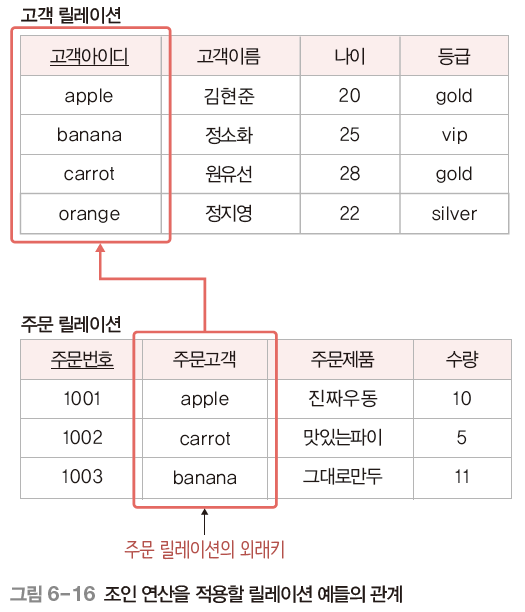 고객 릴레이션
고객아이디 고객이름 나이 등급
apple 김현준 20 gold
banana 정소화 25 vip
carrot 원유선 28 gold
orange 정지영 22 silver
주문 릴레이션
주문번호 주문고객 주문제품 수량
1001 apple 진짜우동 10
1002 carrot 맛있는파이 5
1003 banana 그대로만두 11
주문 릴레이션의 외래키
그림 6-16 조인 연산을 적용할 릴레이션 예들의 관계